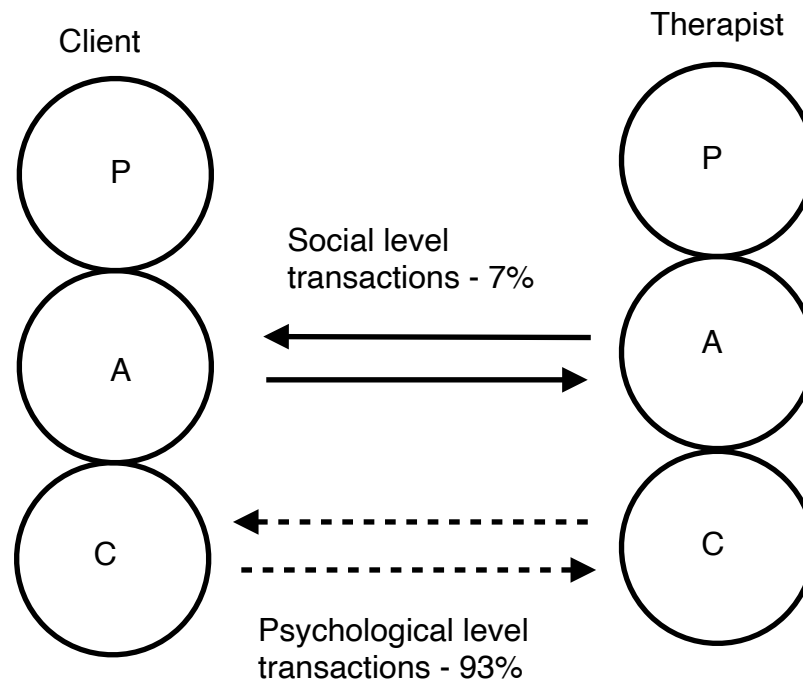 Client
Therapist
P
P
Social level
transactions - 7%
A
A
C
C
Psychological level
transactions - 93%